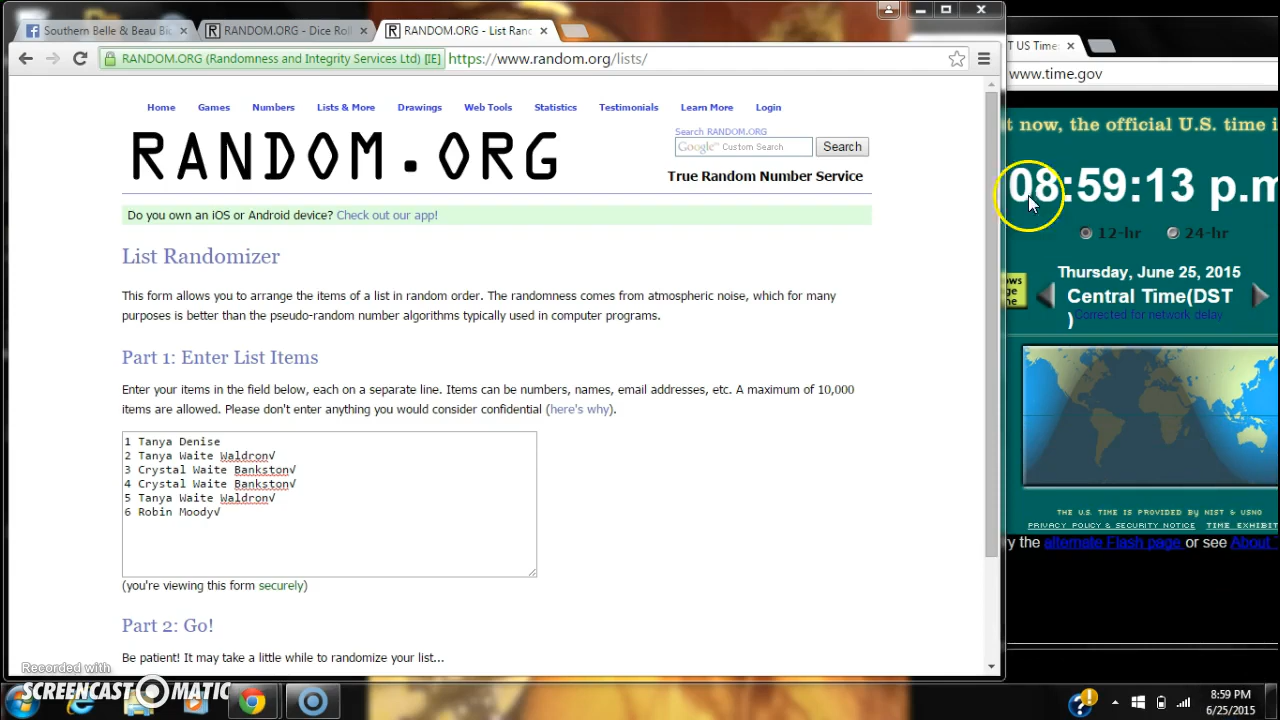 Southern Belle & Beau Bi
RANDOM.ORG - Dice Roll
RANDOM.ORG - List Ran
RANDOM.ORG (Randomness and Integrity Services Ltd) [IE]
https://www.random.org/lists/
Home Games Numbers Lists & More Drawings Web Tools Statistics Testimonials Learn More Login
RANDOM.ORG
Search RANDOM.ORG
Google™ Custom Search
Search
True Random Number Service
Do you own an iOS or Android device? Check out our app!
List Randomizer
This form allows you to arrange the items of a list in random order. The randomness comes from atmospheric noise, which for many
purposes is better than the pseudo-random number algorithms typically used in computer programs.
Part 1: Enter List Items
Enter your items in the field below, each on a separate line. Items can be numbers, names, email addresses, etc. A maximum of 10,000
items are allowed. Please don't enter anything you would consider confidential (here's why).
1 Tanya Denise
2 Tanya Waite Waldron√
3 Crystal Waite Bankston√
4 Crystal Waite Bankston√
5 Tanya Waite Waldron√
6 Robin Moody√
(you're viewing this form securely)
Part 2: Go!
Be patient! It may take a little while to randomize your list...
T US Time
www.time.gov
t now, the official U.S. time i
08:59:13 p.m
12-hr 24-hr
Thursday, June 25, 2015
Central Time(DST
)
Corrected for network delay
THE U.S. TIME IS PROVIDED BY NIST & USNO
PRIVACY POLICY & SECURITY NOTICE TIME EXHIBIT
ry the alternate Flash page or see About
Recorded with
SCREENCAST-O-MATIC
8:59 PM
6/25/2015